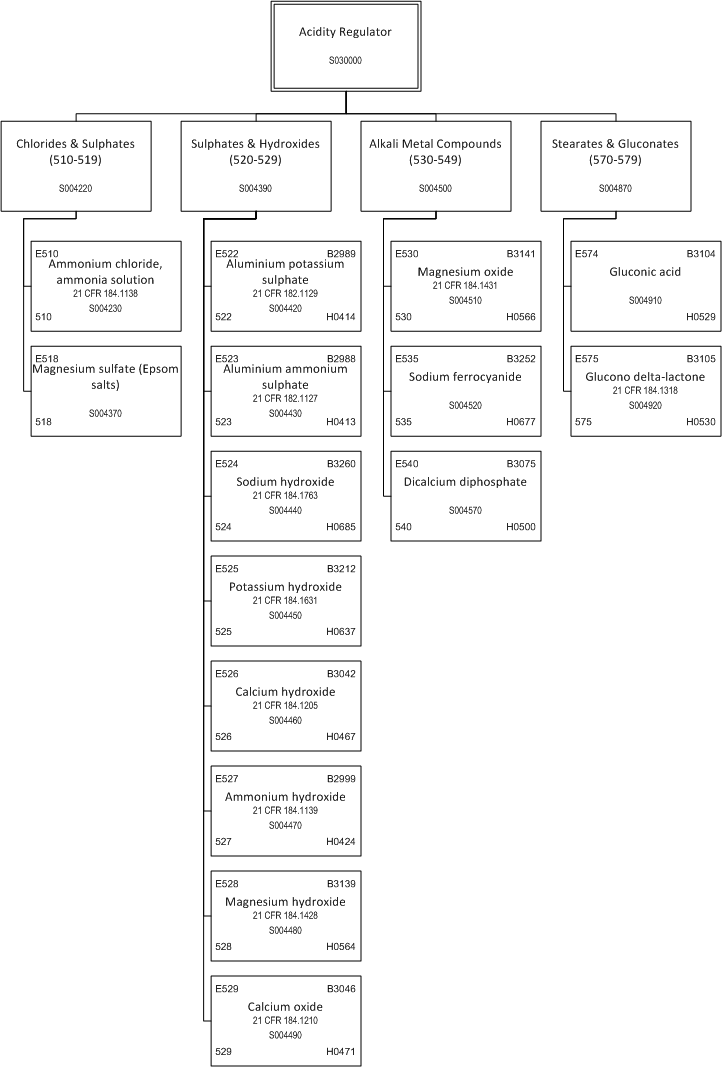 Acidity Regulator
S030000
Chlorides & Sulphates
(510-519)
S004220
Sulphates & Hydroxides
(520-529)
S004390
Alkali Metal Compounds
(530-549)
S004500
Stearates & Gluconates
(570-579)
S004870
E510
Ammonium chloride,
ammonia solution
21 CFR 184.1138
S004230
510
E518
Magnesium sulfate (Epsom
salts)
S004370
518
E522 B2989
Aluminium potassium
sulphate
21 CFR 182.1129
S004420
522 H0414
E523 B2988
Aluminium ammonium
sulphate
21 CFR 182.1127
S004430
523 H0413
E524 B3260
Sodium hydroxide
21 CFR 184.1763
S004440
524 H0685
E525 B3212
Potassium hydroxide
21 CFR 184.1631
S004450
525 H0637
E526 B3042
Calcium hydroxide
21 CFR 184.1205
S004460
526 H0467
E527 B2999
Ammonium hydroxide
21 CFR 184.1139
S004470
527 H0424
E528 B3139
Magnesium hydroxide
21 CFR 184.1428
S004480
528 H0564
E529 B3046
Calcium oxide
21 CFR 184.1210
S004490
529 H0471
E530 B3141
Magnesium oxide
21 CFR 184.1431
S004510
530 H0566
E535 B3252
Sodium ferrocyanide
S004520
535 H0677
E540 B3075
Dicalcium diphosphate
S004570
540 H0500
E574 B3104
Gluconic acid
S004910
H0529
E575 B3105
Glucono delta-lactone
21 CFR 184.1318
S004920
575 H0530